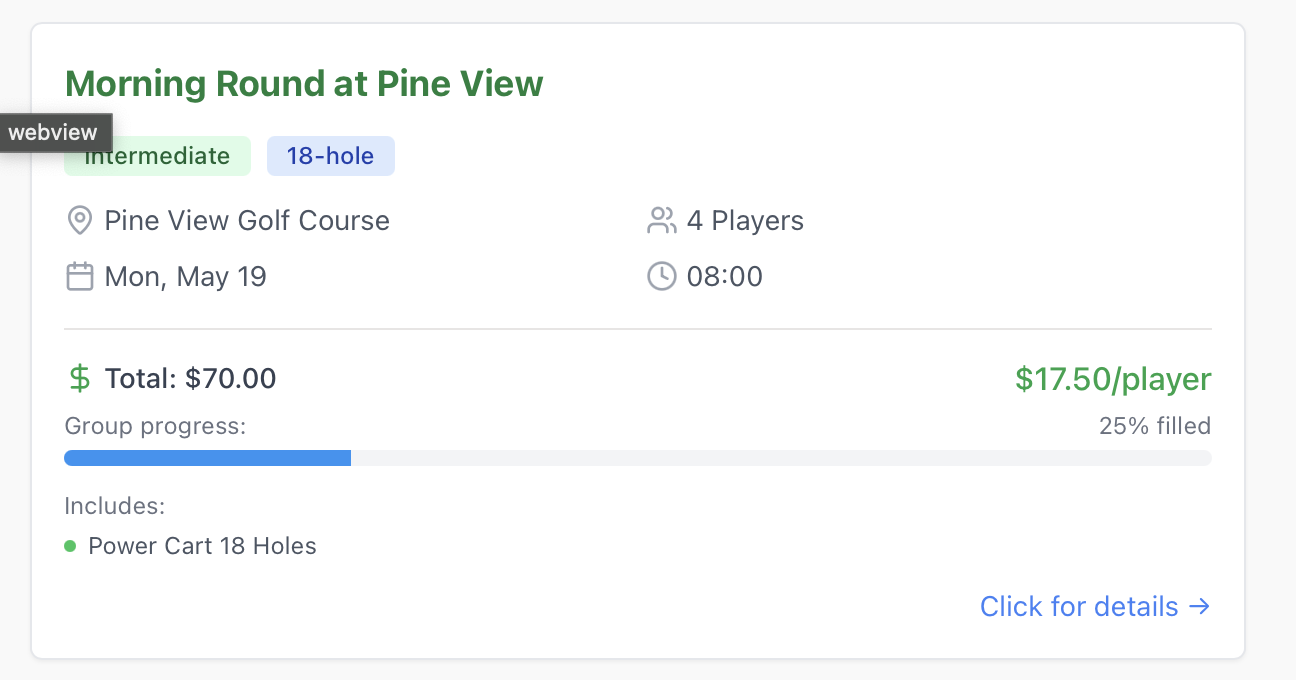 Morning Round at Pine View
webview
Intermediate 18-hole
Pine View Golf Course 4 Players
Mon, May 19 08:00
Total: $70.00 $17.50/player
Group progress: 25% filled
Includes:
Power Cart 18 Holes
Click for details →